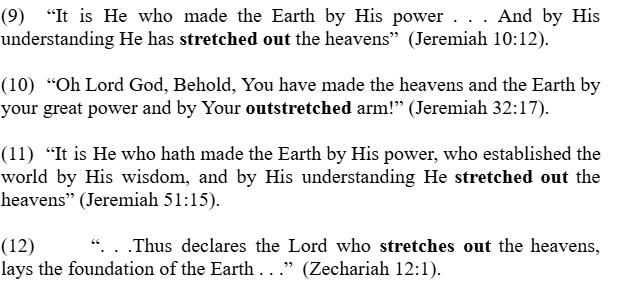 (9) “It is He who made the Earth by His power . . . And by His
understanding He has stretched out the heavens” (Jeremiah 10:12).
(10) “Oh Lord God, Behold, You have made the heavens and the Earth by
your great power and by Your outstretched arm!” (Jeremiah 32:17).
(11) “It is He who hath made the Earth by His power, who established the
world by His wisdom, and by His understanding He stretched out the
heavens” (Jeremiah 51:15).
(12) “. . .Thus declares the Lord who stretches out the heavens,
lays the foundation of the Earth . . .” (Zechariah 12:1).